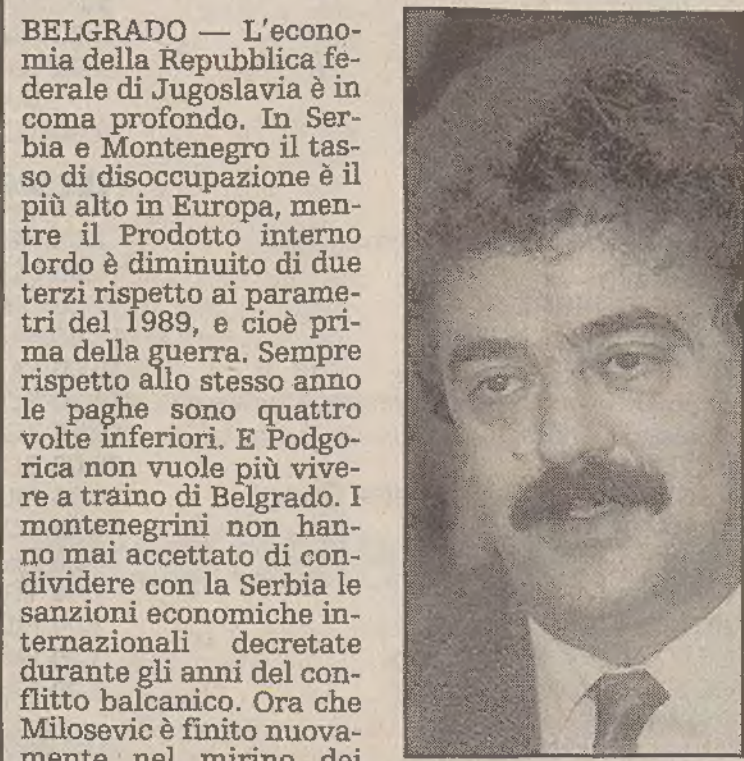 BELGRADO — L'econo-
mia della Repubblica fe-
derale di Jugoslavia è in
coma profondo. In Ser-
bia e Montenegro il tas-
so di disoccupazione è il
più alto in Europa, men-
tre il Prodotto interno
lordo è diminuito di due
terzi rispetto ai parame-
tri del 1989, e cioè pri-
ma della guerra. Sempre
rispetto allo stesso anno
le paghe sono quattro
volte inferiori. E Podgo-
rica non vuole più vive-
re a traino di Belgrado. I
montenegrini non han-
no mai accettato di con-
dividere con la Serbia le
sanzioni economiche in-
ternazionali decretate
durante gli anni del con-
flitto balcanico. Ora che
Milosevic è finito nuova-
mente nel mirino dei